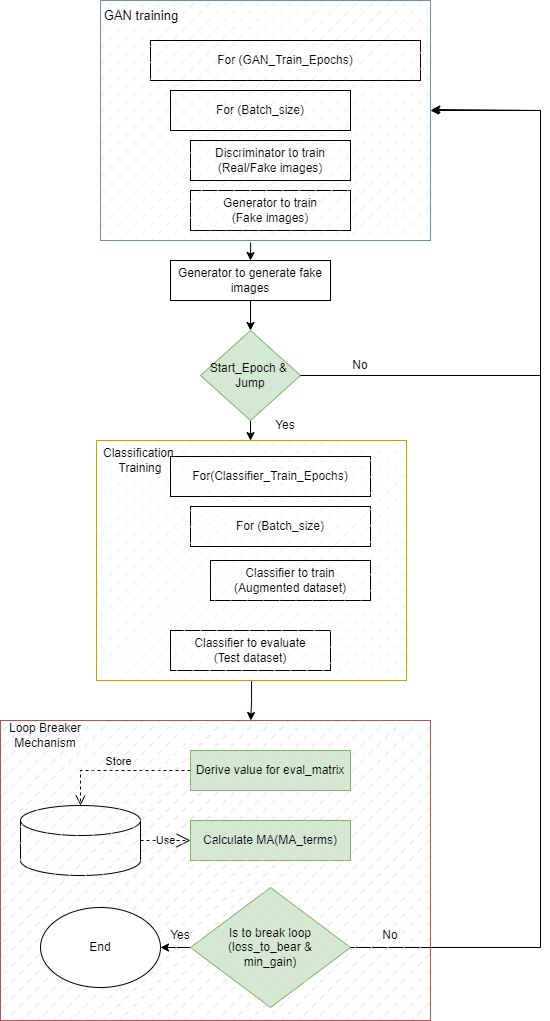 GAN training
For (GAN_Train_Epochs)
For (Batch_size)
Discriminator to train
(Real/Fake images)
Generator to train
(Fake images)
Generator to generate fake
images
Start_Epoch &
Jump
No
Yes
Classification
Training
For(Classifier_Train_Epochs)
For (Batch_size)
Classifier to train
(Augmented dataset)
Classifier to evaluate
(Test dataset)
Loop Breaker
Mechanism
Store
Derive value for eval_matrix
Use
Calculate MA(MA_terms)
Is to break loop
(loss_to_bear &
min_gain)
Yes
No
End